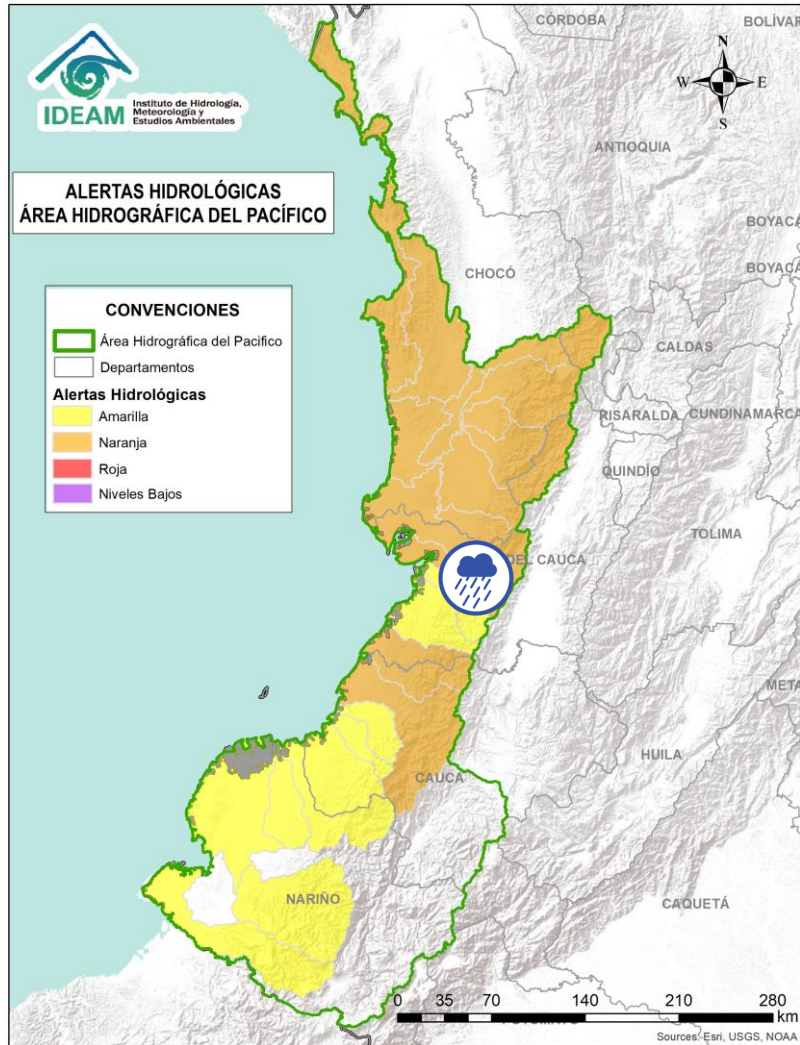 IDEAM
Instituto de Hidrología,
Meteorología y
Estudios Ambientales
ALERTAS HIDROLÓGICAS
ÁREA HIDROGRÁFICA DEL PACÍFICO
CONVENCIONES
Área Hidrográfica del Pacifico
Departamentos
Alertas Hidrológicas
Amarilla
Naranja
Roja
Niveles Bajos
CÓRDOBA
BOLÍVAR
N
W E
S
ANTIOQUIA
BOYACÁ
CHOCÓ
BOYACÁ
CALDAS
RISARALDA
CUNDINAMARCA
QUINDÍO
TOLIMA
DEL CAUCA
META
HUILA
CAUCA
NARIÑO
CAQUETÁ
0 35 70 140 210 280
km
Sources: Esri, USGS, NOAA